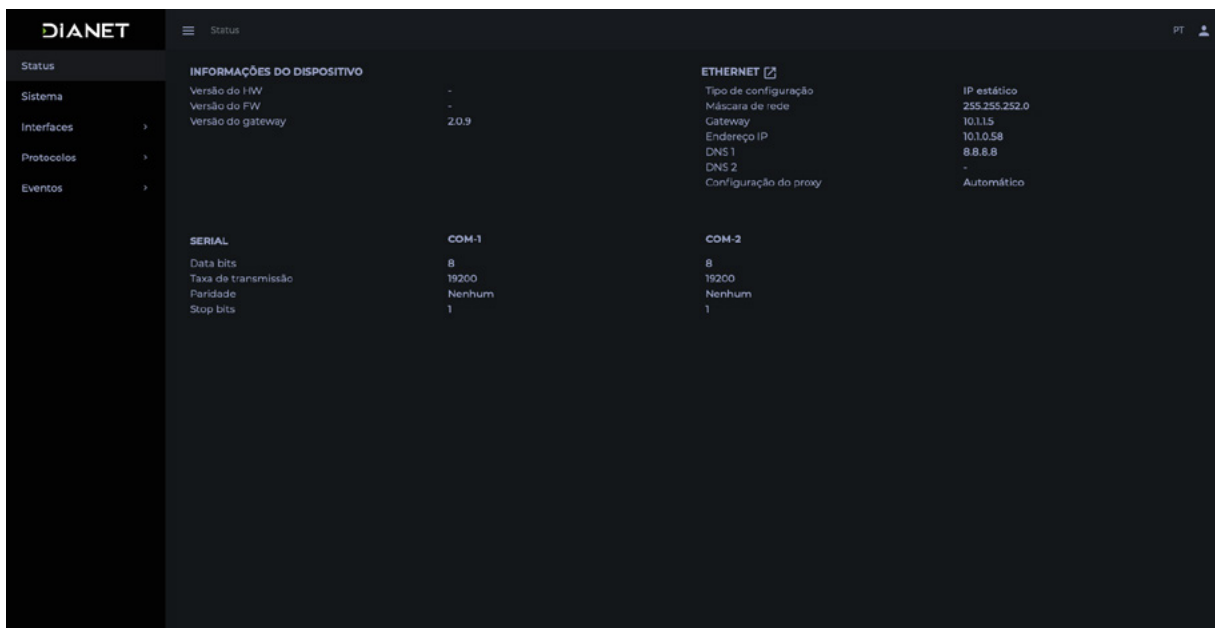 DIANET
Status
PT
Status
Sistema
Interfaces
Protocolos
Eventos
INFORMAÇÕES DO DISPOSITIVO
Versão do HW -
Versão do FW -
Versão do gateway 2.0.9
ETHERNET
Tipo de configuração IP estático
Máscara de rede 255.255.252.0
Gateway 10.1.1.5
Endereço IP 10.1.0.58
DNS 1 8.8.8.8
DNS 2 -
Configuração do proxy Automático
SERIAL COM-1 COM-2
Data bits 8 8
Taxa de transmissão 19200 19200
Paridade Nenhum Nenhum
Stop bits 1 1